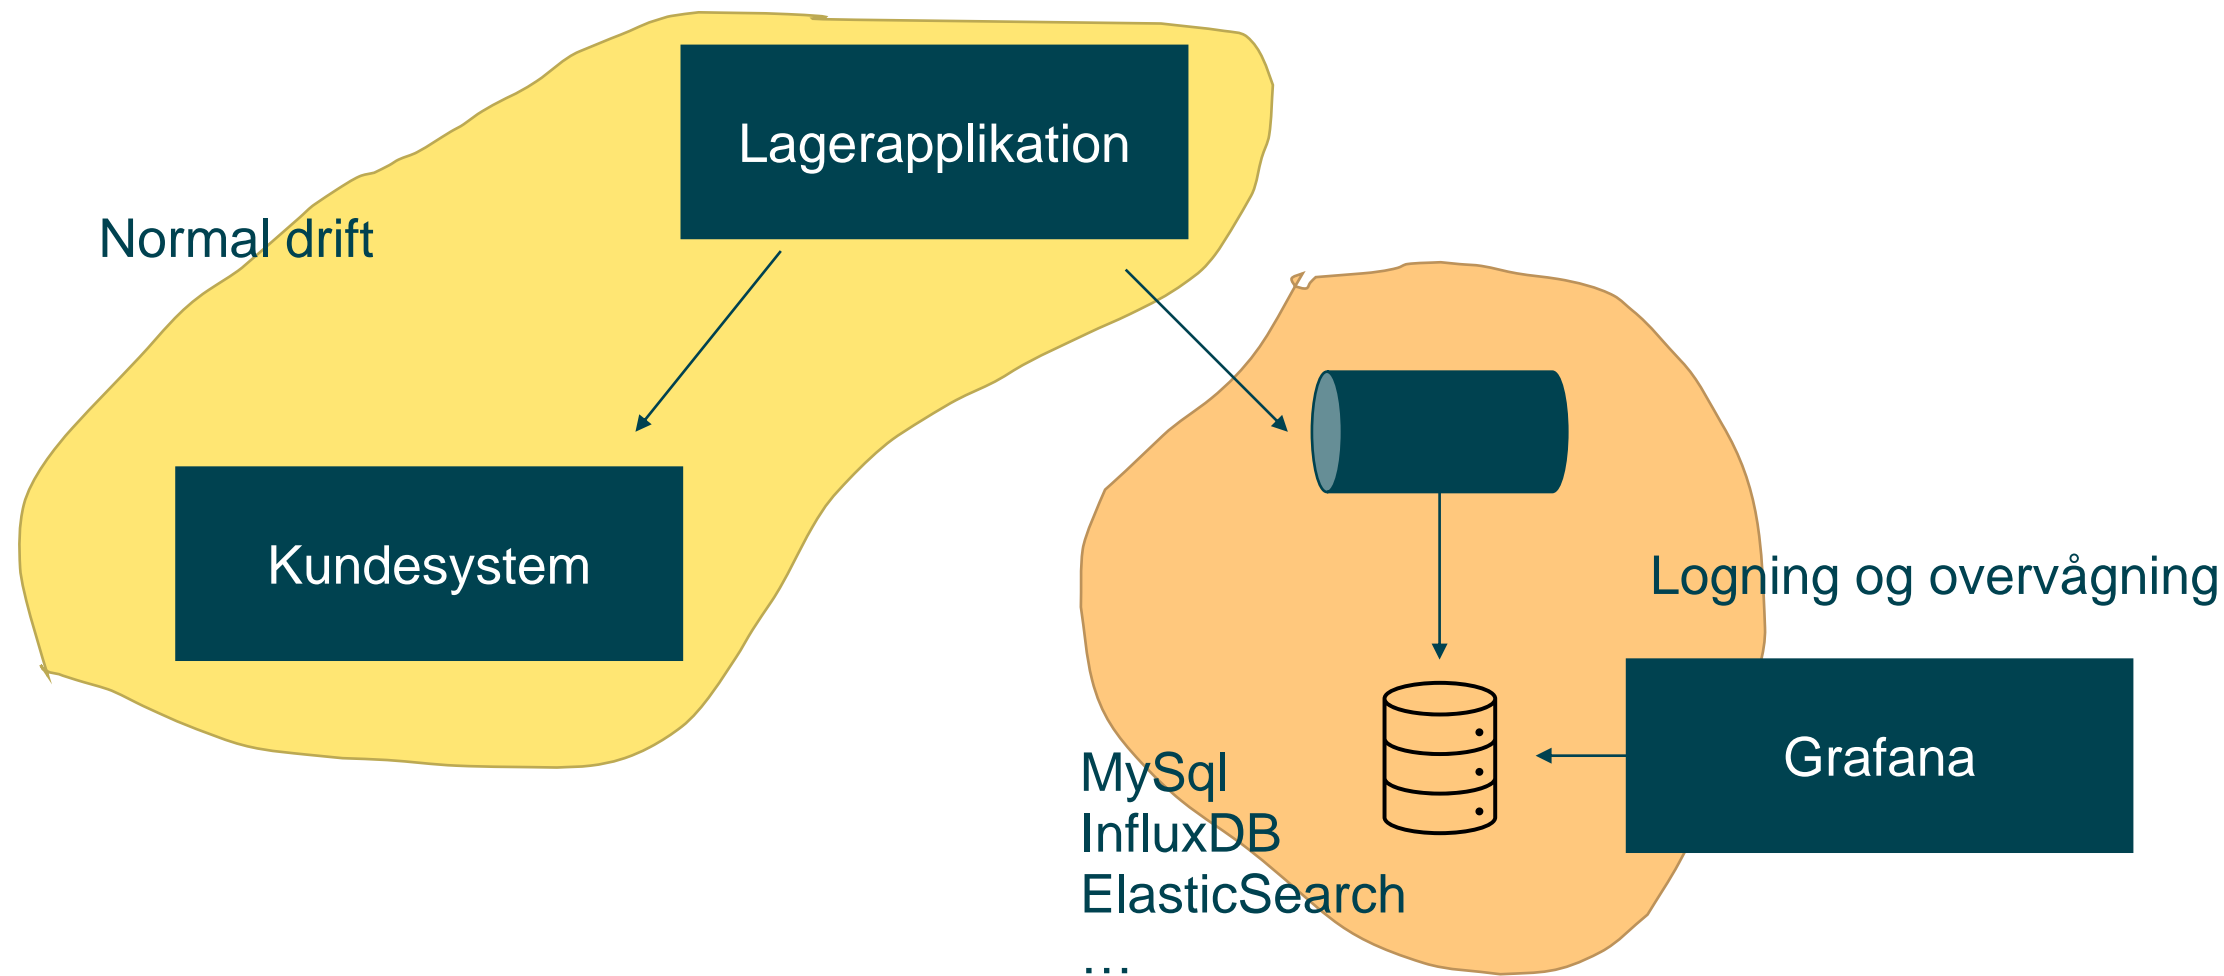 Lagerapplikation
Normal drift
Kundesystem
Logning og overvågning
Grafana
MySql
InfluxDB
ElasticSearch
…